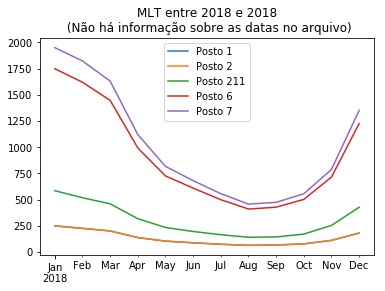 MLT entre 2018 e 2018
(Não há informação sobre as datas no arquivo)
2000
1750
1500
1250
1000
750
500
250
0
Posto 1
Posto 2
Posto 211
Posto 6
Posto 7
Jan Feb Mar Apr May Jun Jul Aug Sep Oct Nov Dec
2018